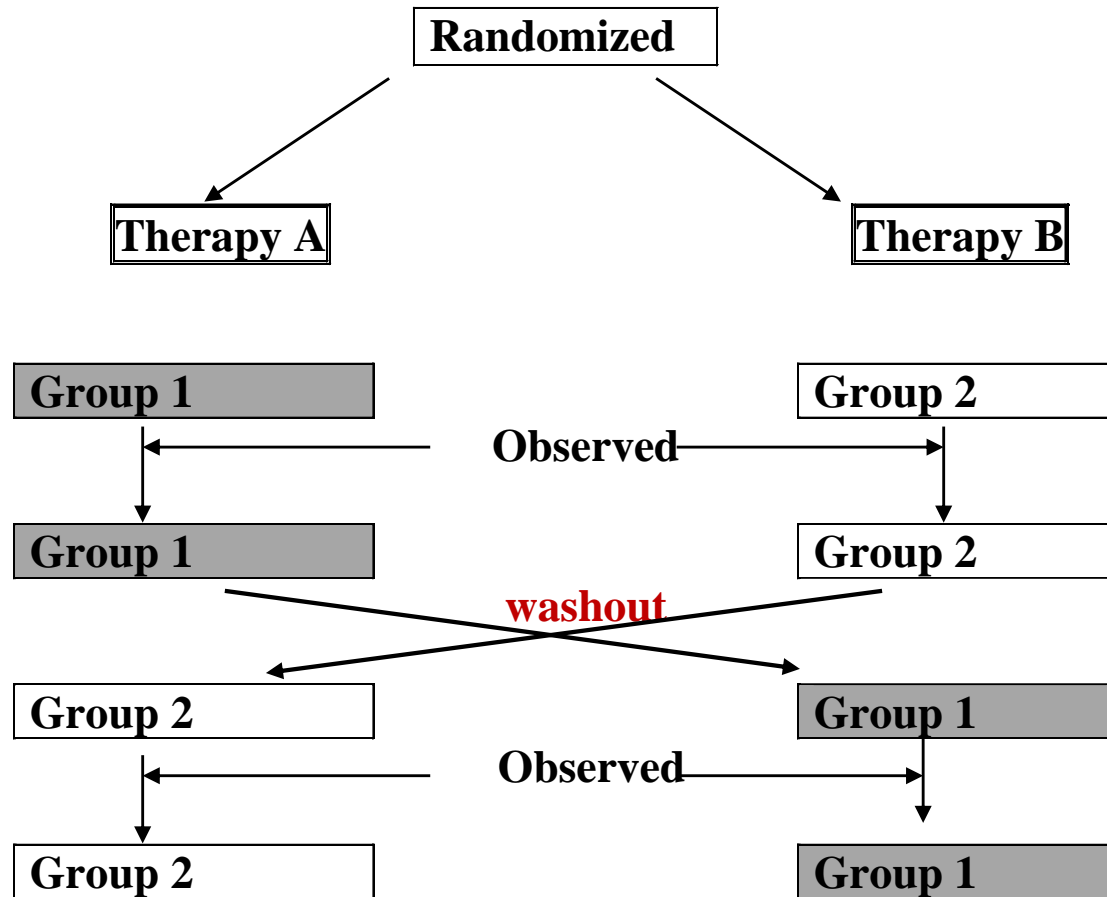 Randomized
Therapy A
Therapy B
Group 1
Group 2
Observed
Group 1
Group 2
washout
Group 2
Group 1
Observed
Group 2
Group 1